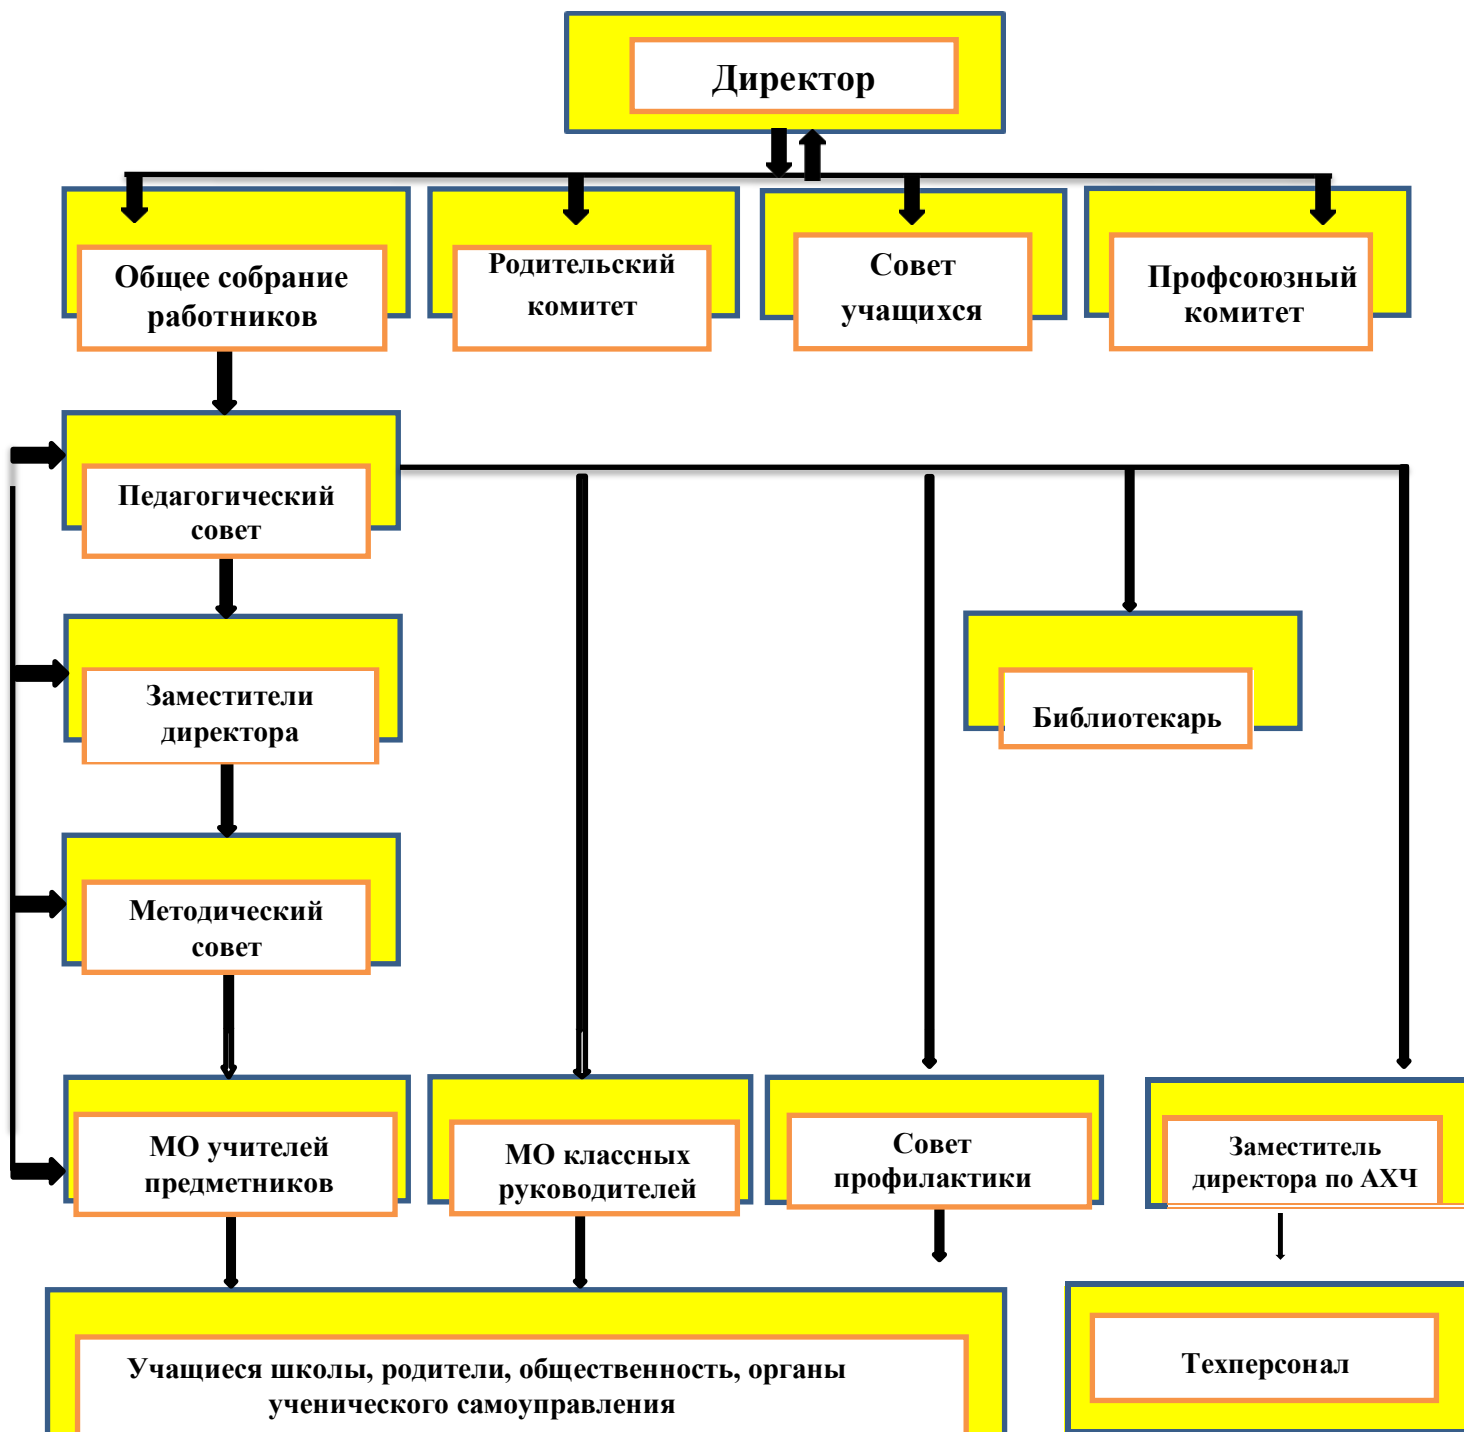 Директор
Общее собрание
работников
Родительский
комитет
Совет
учащихся
Профсоюзный
комитет
Педагогический
совет
Заместители
директора
Библиотекарь
Методический
совет
МО учителей
предметников
МО классных
руководителей
Совет
профилактики
Заместитель
директора по АХЧ
Учащиеся школы, родители, общественность, органы
ученического самоуправления
Техперсонал